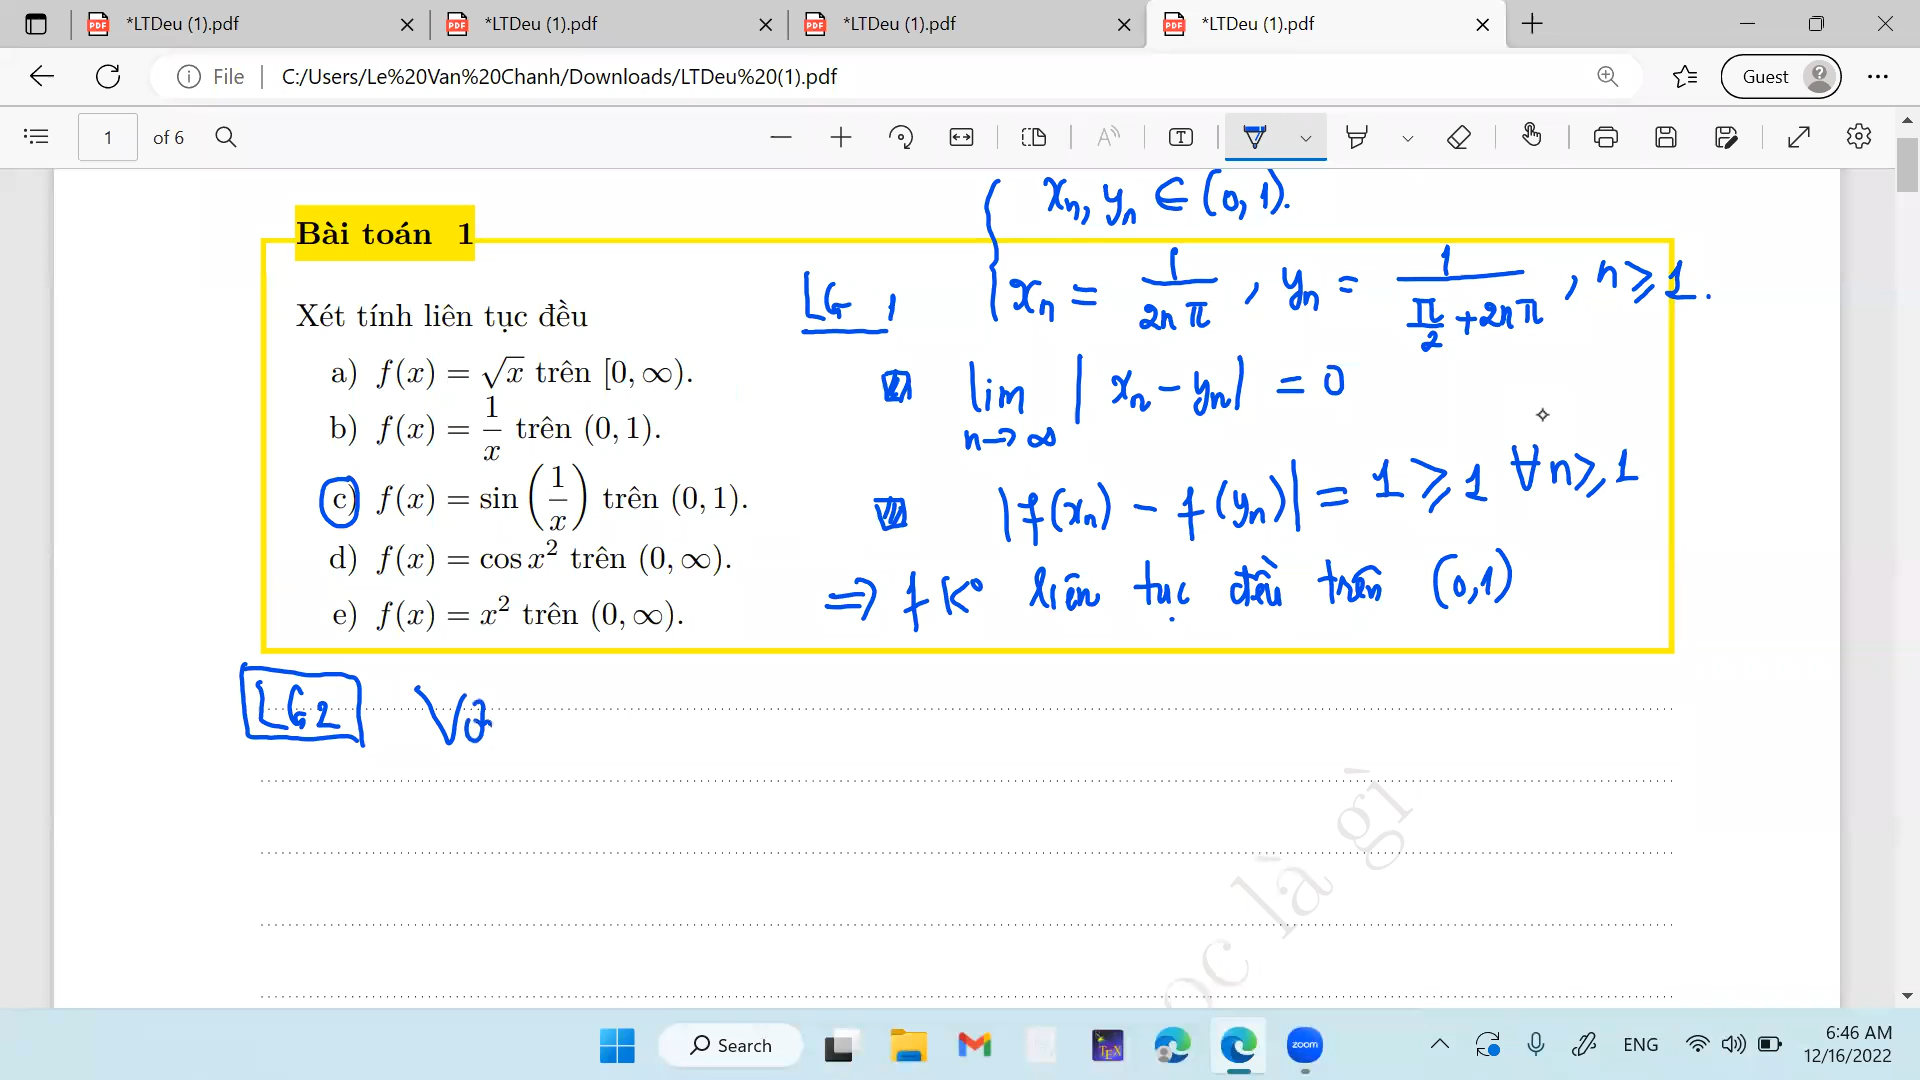 *LTDeu (1).pdf
*LTDeu (1).pdf
*LTDeu (1).pdf
*LTDeu (1).pdf
File
C:/Users/Le%20Van%20Chanh/Downloads/LTDeu%20(1).pdf
Guest
1 of 6
xₙ, yₙ ∈ (0, 1).
Bài toán 1
LG 1
xₙ = 1/(2nπ), yₙ = 1/(π/2 + 2nπ), n ⩾ 1.
Xét tính liên tục đều
a) f(x) = √x trên [0, ∞).
lim n→∞ |xₙ − yₙ| = 0
b) f(x) = 1/x trên (0, 1).
c) f(x) = sin(1/x) trên (0, 1).
|f(xₙ) − f(yₙ)| = 1 ⩾ 1 ∀n ⩾ 1
d) f(x) = cos x² trên (0, ∞).
⇒ f K° liên tục đều trên (0,1)
e) f(x) = x² trên (0, ∞).
LG 2
là gì
Search
ENG
6:46 AM
12/16/2022